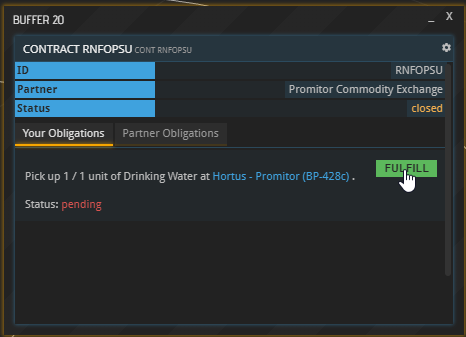 BUFFER 20
_ X
CONTRACT RNFOPSU CONT RNFOPSU
ID RNFOPSU
Partner Promitor Commodity Exchange
Status closed
Your Obligations Partner Obligations
Pick up 1 / 1 unit of Drinking Water at Hortus - Promitor (BP-428c) .
FULFILL
Status: pending